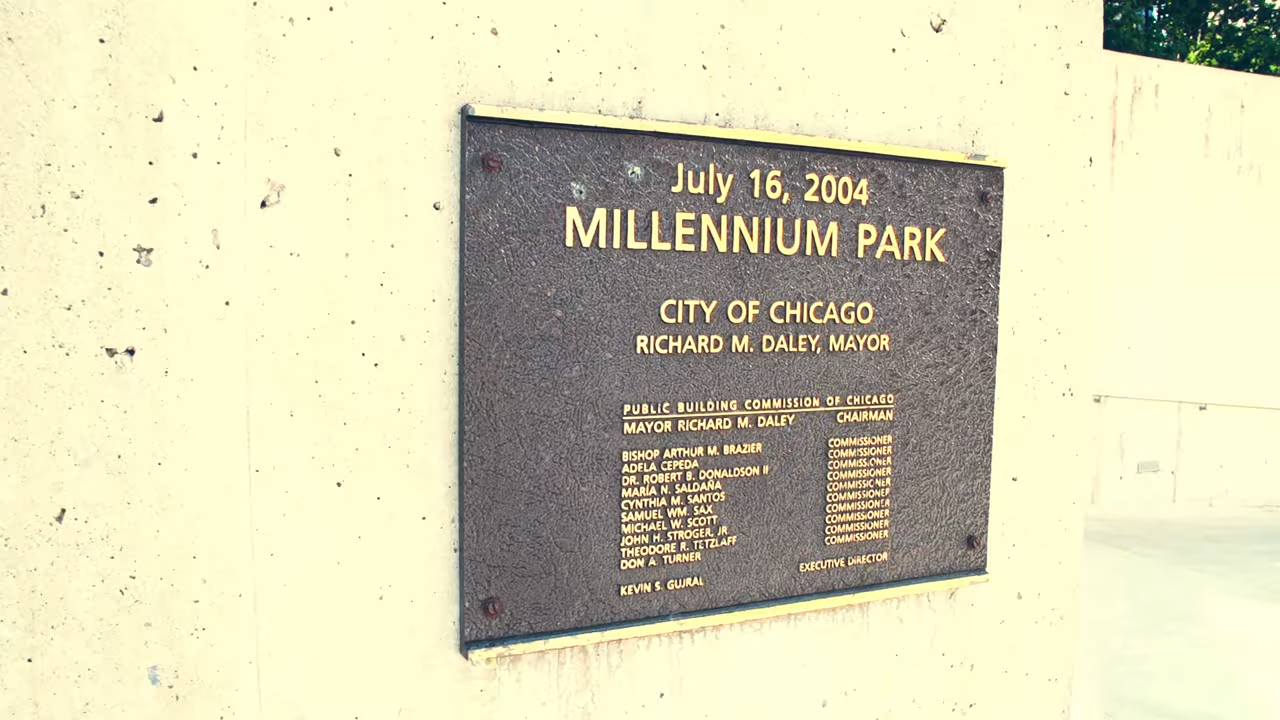 July 16, 2004
MILLENNIUM PARK
CITY OF CHICAGO
RICHARD M. DALEY, MAYOR
PUBLIC BUILDING COMMISSION OF CHICAGO
MAYOR RICHARD M. DALEY CHAIRMAN
BISHOP ARTHUR M. BRAZIER COMMISSIONER
ADELA CEPEDA COMMISSIONER
DR. ROBERT B. DONALDSON II COMMISSIONER
MARÍA N. SALDAÑA COMMISSIONER
CYNTHIA M. SANTOS COMMISSIONER
SAMUEL WM. SAX COMMISSIONER
MICHAEL W. SCOTT COMMISSIONER
JOHN H. STROGER, JR. COMMISSIONER
THEODORE R. TETZLAFF COMMISSIONER
DON A. TURNER COMMISSIONER
KEVIN S. GUJRAL EXECUTIVE DIRECTOR